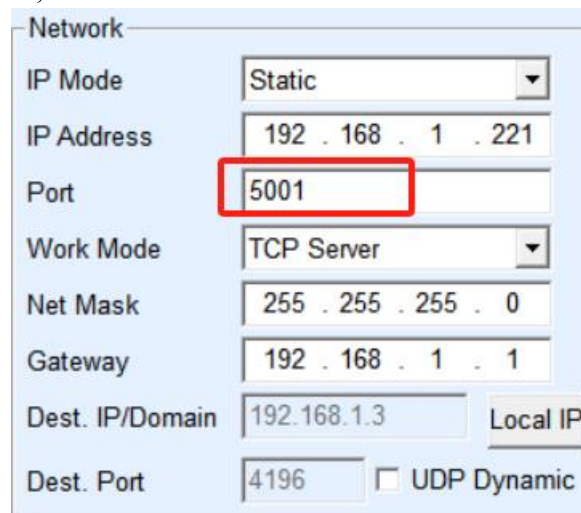 Network
IP Mode Static
IP Address 192 . 168 . 1 . 221
Port 5001
Work Mode TCP Server
Net Mask 255 . 255 . 255 . 0
Gateway 192 . 168 . 1 . 1
Dest. IP/Domain 192.168.1.3 Local IP
Dest. Port 4196 UDP Dynamic